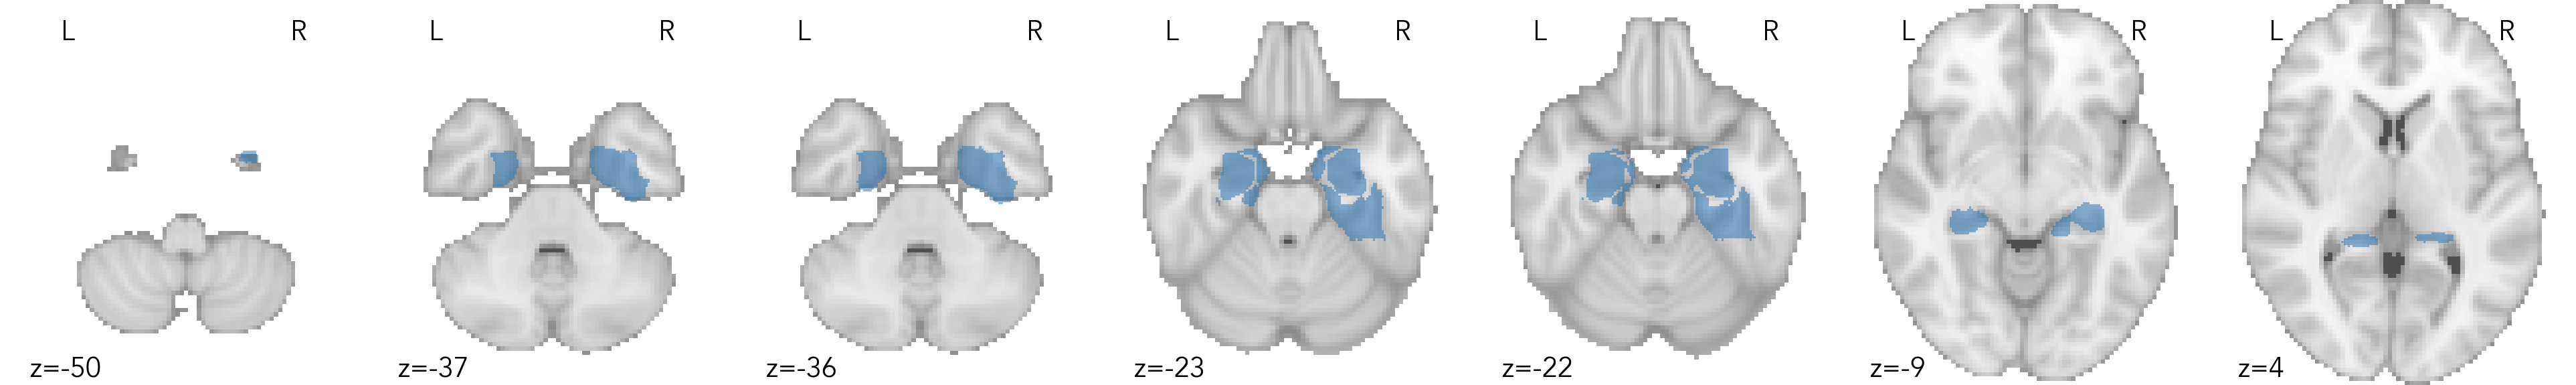 L R L R L R L R L R L R L R
z=-50 z=-37 z=-36 z=-23 z=-22 z=-9 z=4